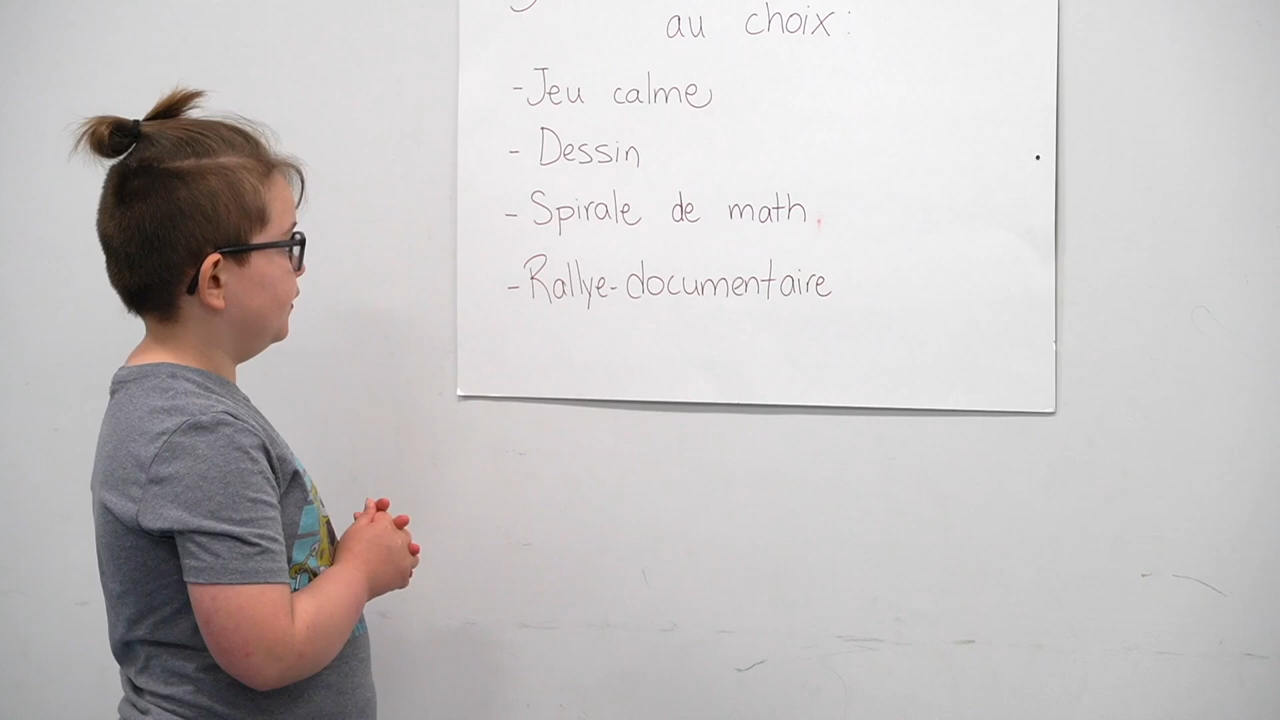 au choix :
- Jeu calme
- Dessin
- Spirale de math
- Rallye-documentaire